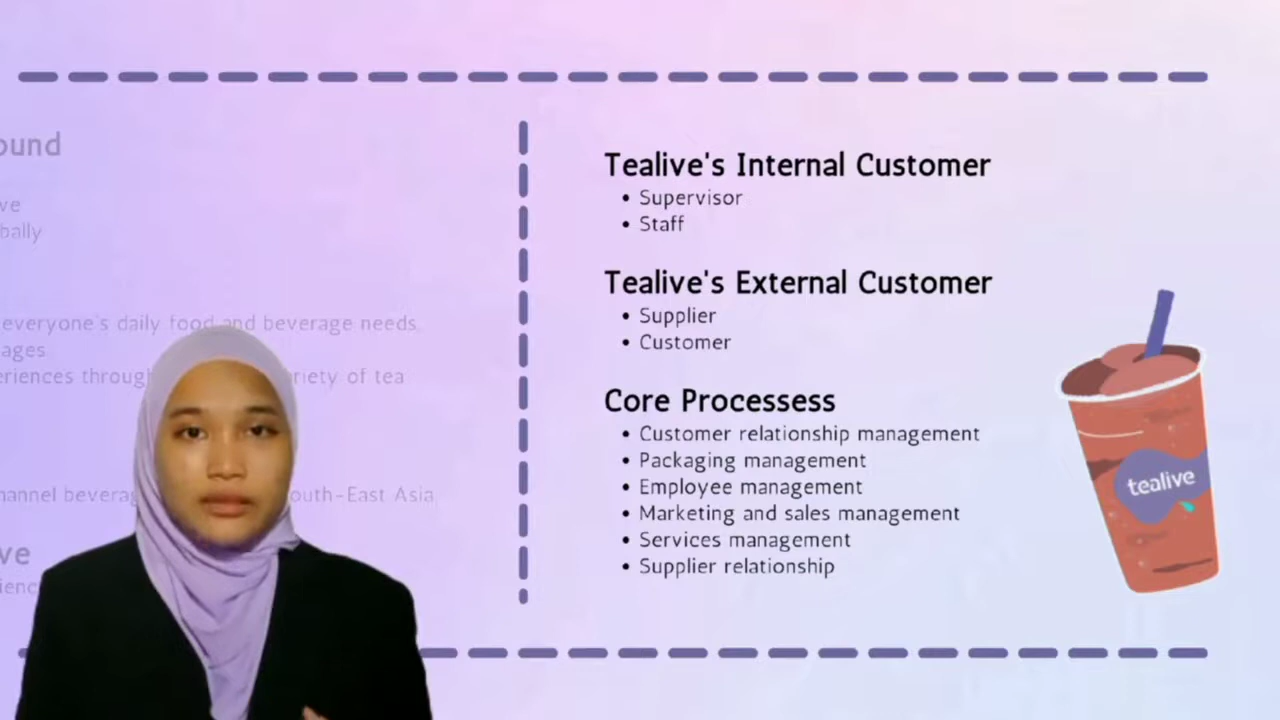 ound
ve
bally
everyone's daily food and beverage needs.
ages
eriences through riety of tea
hannel beverag outh-East Asia
ve
ienc
Tealive's Internal Customer
• Supervisor
• Staff
Tealive's External Customer
• Supplier
• Customer
Core Processess
• Customer relationship management
• Packaging management
• Employee management
• Marketing and sales management
• Services management
• Supplier relationship
tealive